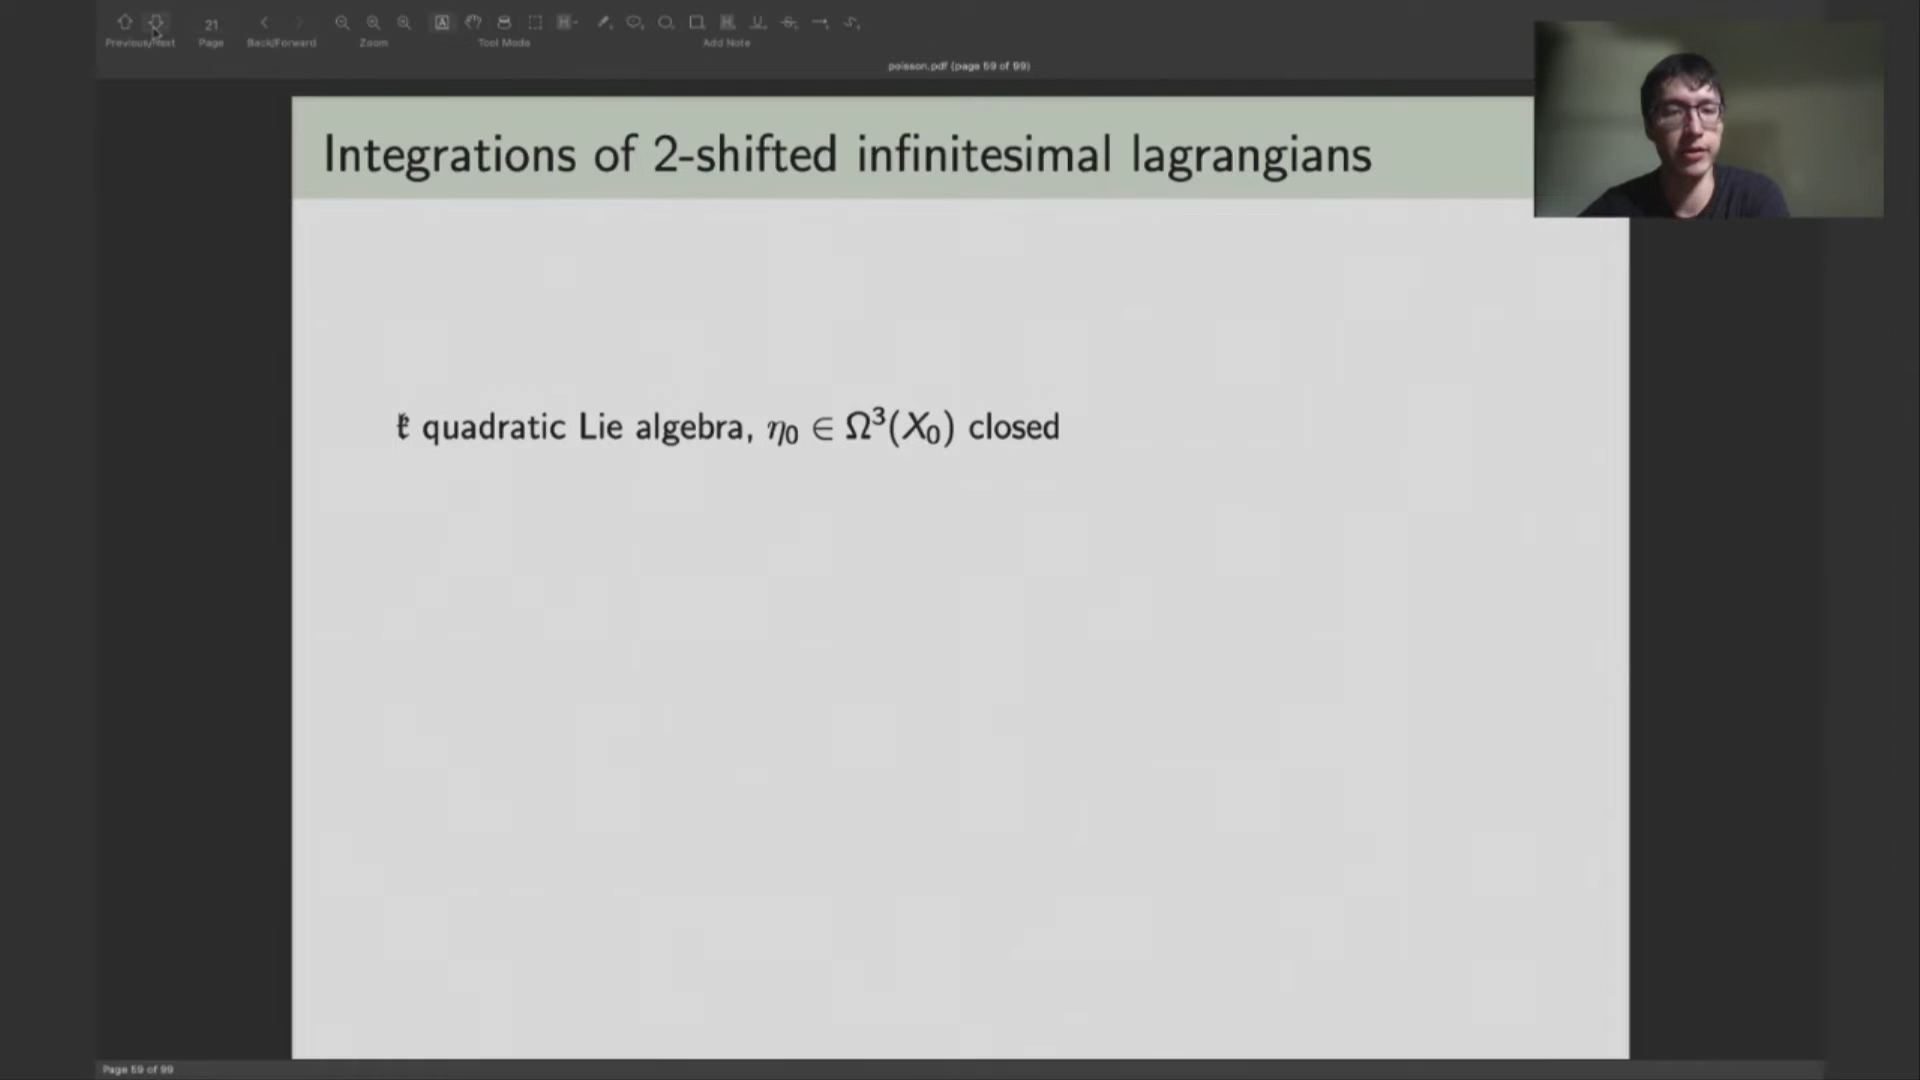 21
Previous/Next Page Back/Forward Zoom Tool Mode Add Note
poisson.pdf (page 59 of 99)
Integrations of 2-shifted infinitesimal lagrangians
𝔨 quadratic Lie algebra, η₀ ∈ Ω³(X₀) closed
Page 59 of 99